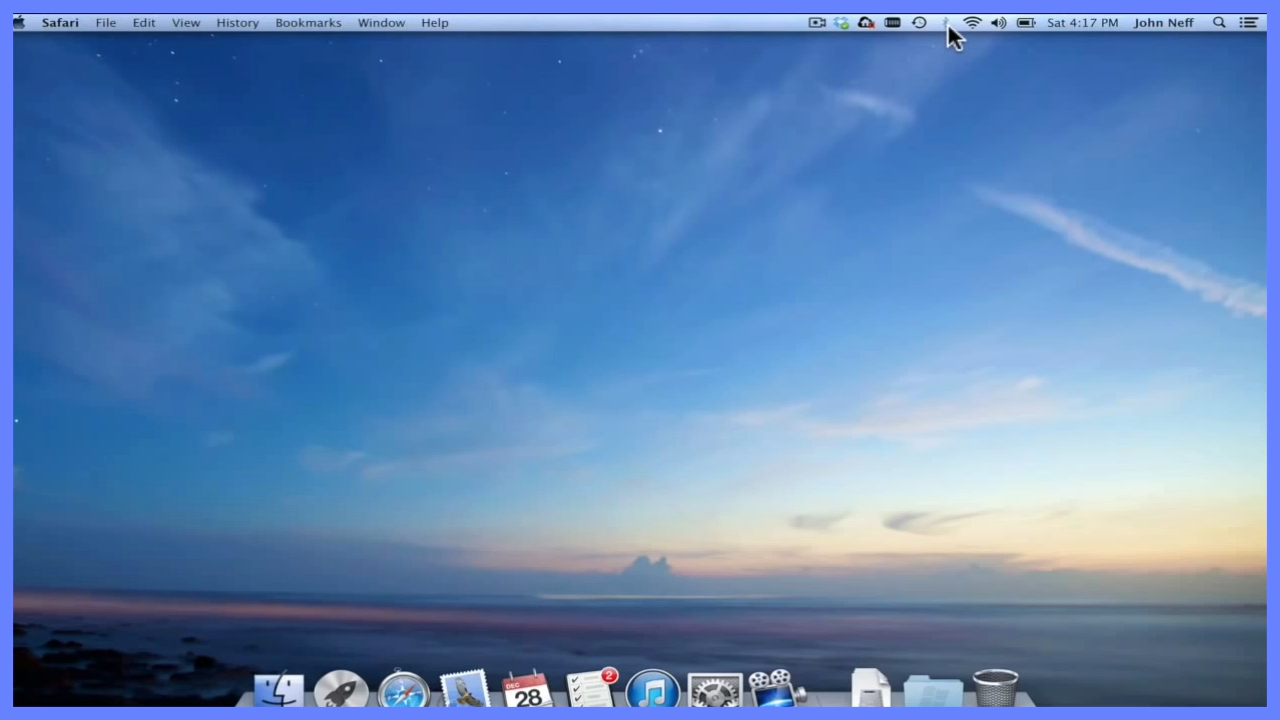 Safari File Edit View History Bookmarks Window Help Sat 4:17 PM John Neff
2
DEC
28